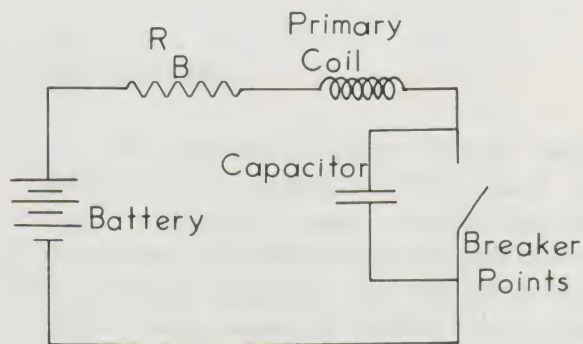 R
B
Primary
Coil
Capacitor
Battery
Breaker
Points